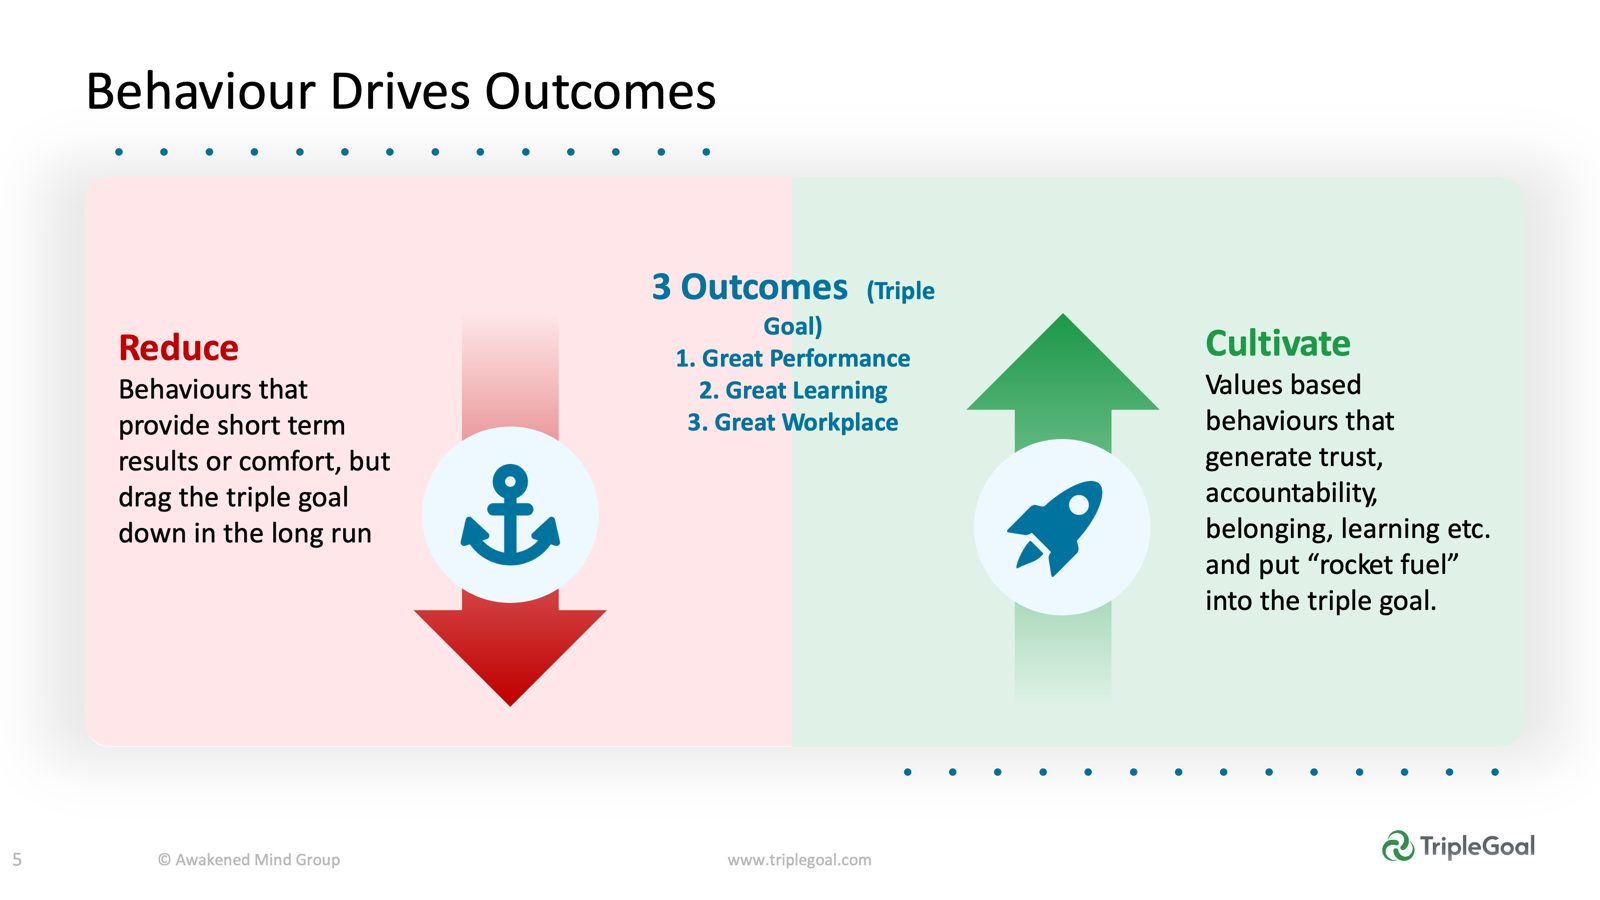 Behaviour Drives Outcomes
Reduce
Behaviours that
provide short term
results or comfort, but
drag the triple goal
down in the long run
3 Outcomes (Triple
Goal)
1. Great Performance
2. Great Learning
3. Great Workplace
Cultivate
Values based
behaviours that
generate trust,
accountability,
belonging, learning etc.
and put “rocket fuel”
into the triple goal.
5
© Awakened Mind Group
www.triplegoal.com
TripleGoal